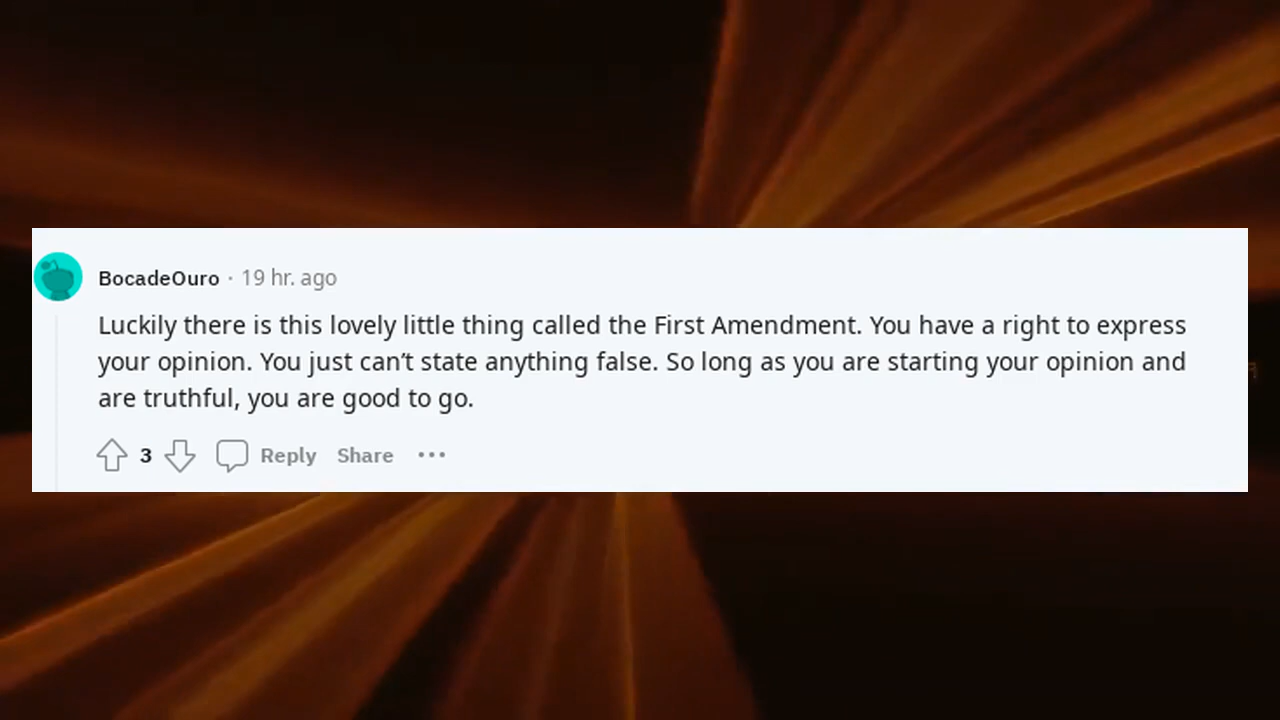 BocadeOuro · 19 hr. ago
Luckily there is this lovely little thing called the First Amendment. You have a right to express
your opinion. You just can't state anything false. So long as you are starting your opinion and
are truthful, you are good to go.
3 Reply Share ···